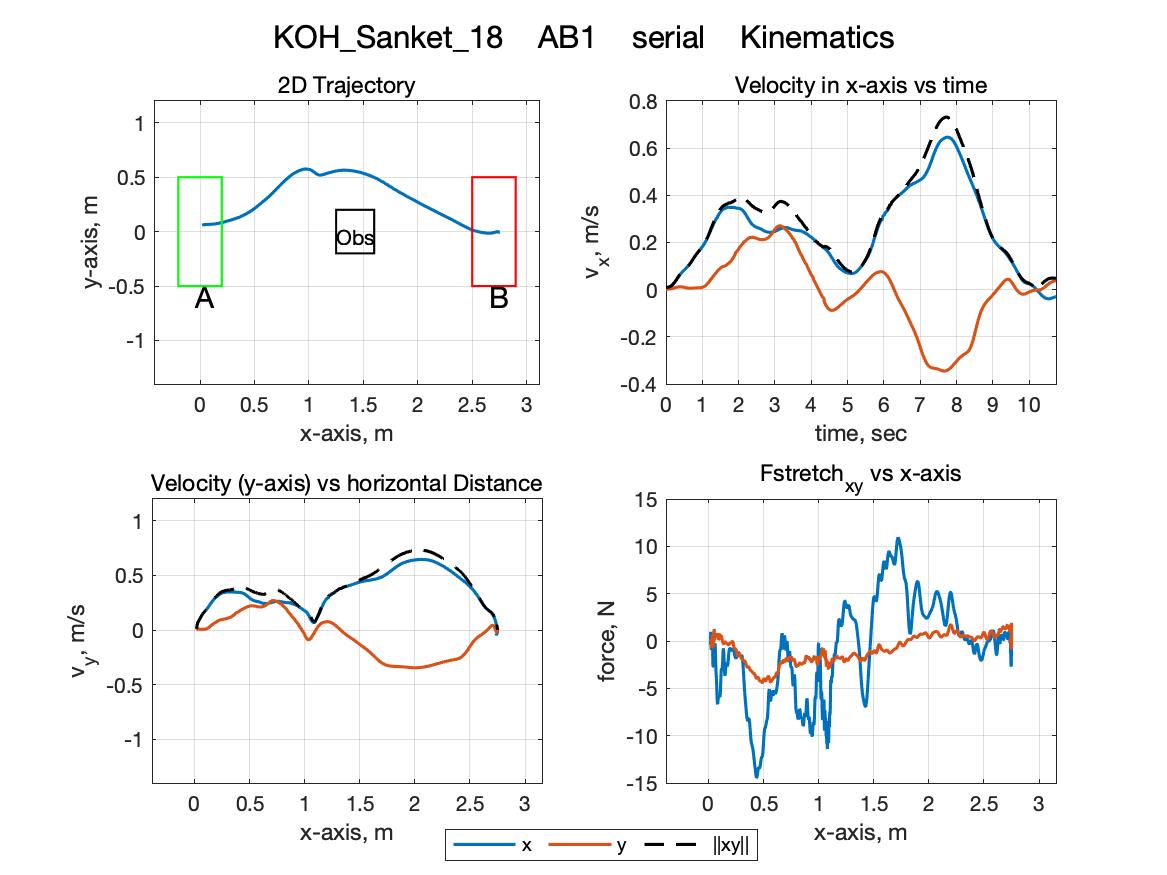 KOH_Sanket_18 AB1 serial Kinematics
2D Trajectory
1
0.5
0
-0.5
-1
y-axis, m
Obs
A
B
0 0.5 1 1.5 2 2.5 3
x-axis, m
Velocity in x-axis vs time
0.8
0.6
0.4
0.2
0
-0.2
-0.4
v_x, m/s
0 1 2 3 4 5 6 7 8 9 10
time, sec
Velocity (y-axis) vs horizontal Distance
1
0.5
0
-0.5
-1
v_y, m/s
0 0.5 1 1.5 2 2.5 3
x-axis, m
Fstretch_xy vs x-axis
15
10
5
0
-5
-10
-15
force, N
0 0.5 1 1.5 2 2.5 3
x-axis, m
x y ||xy||